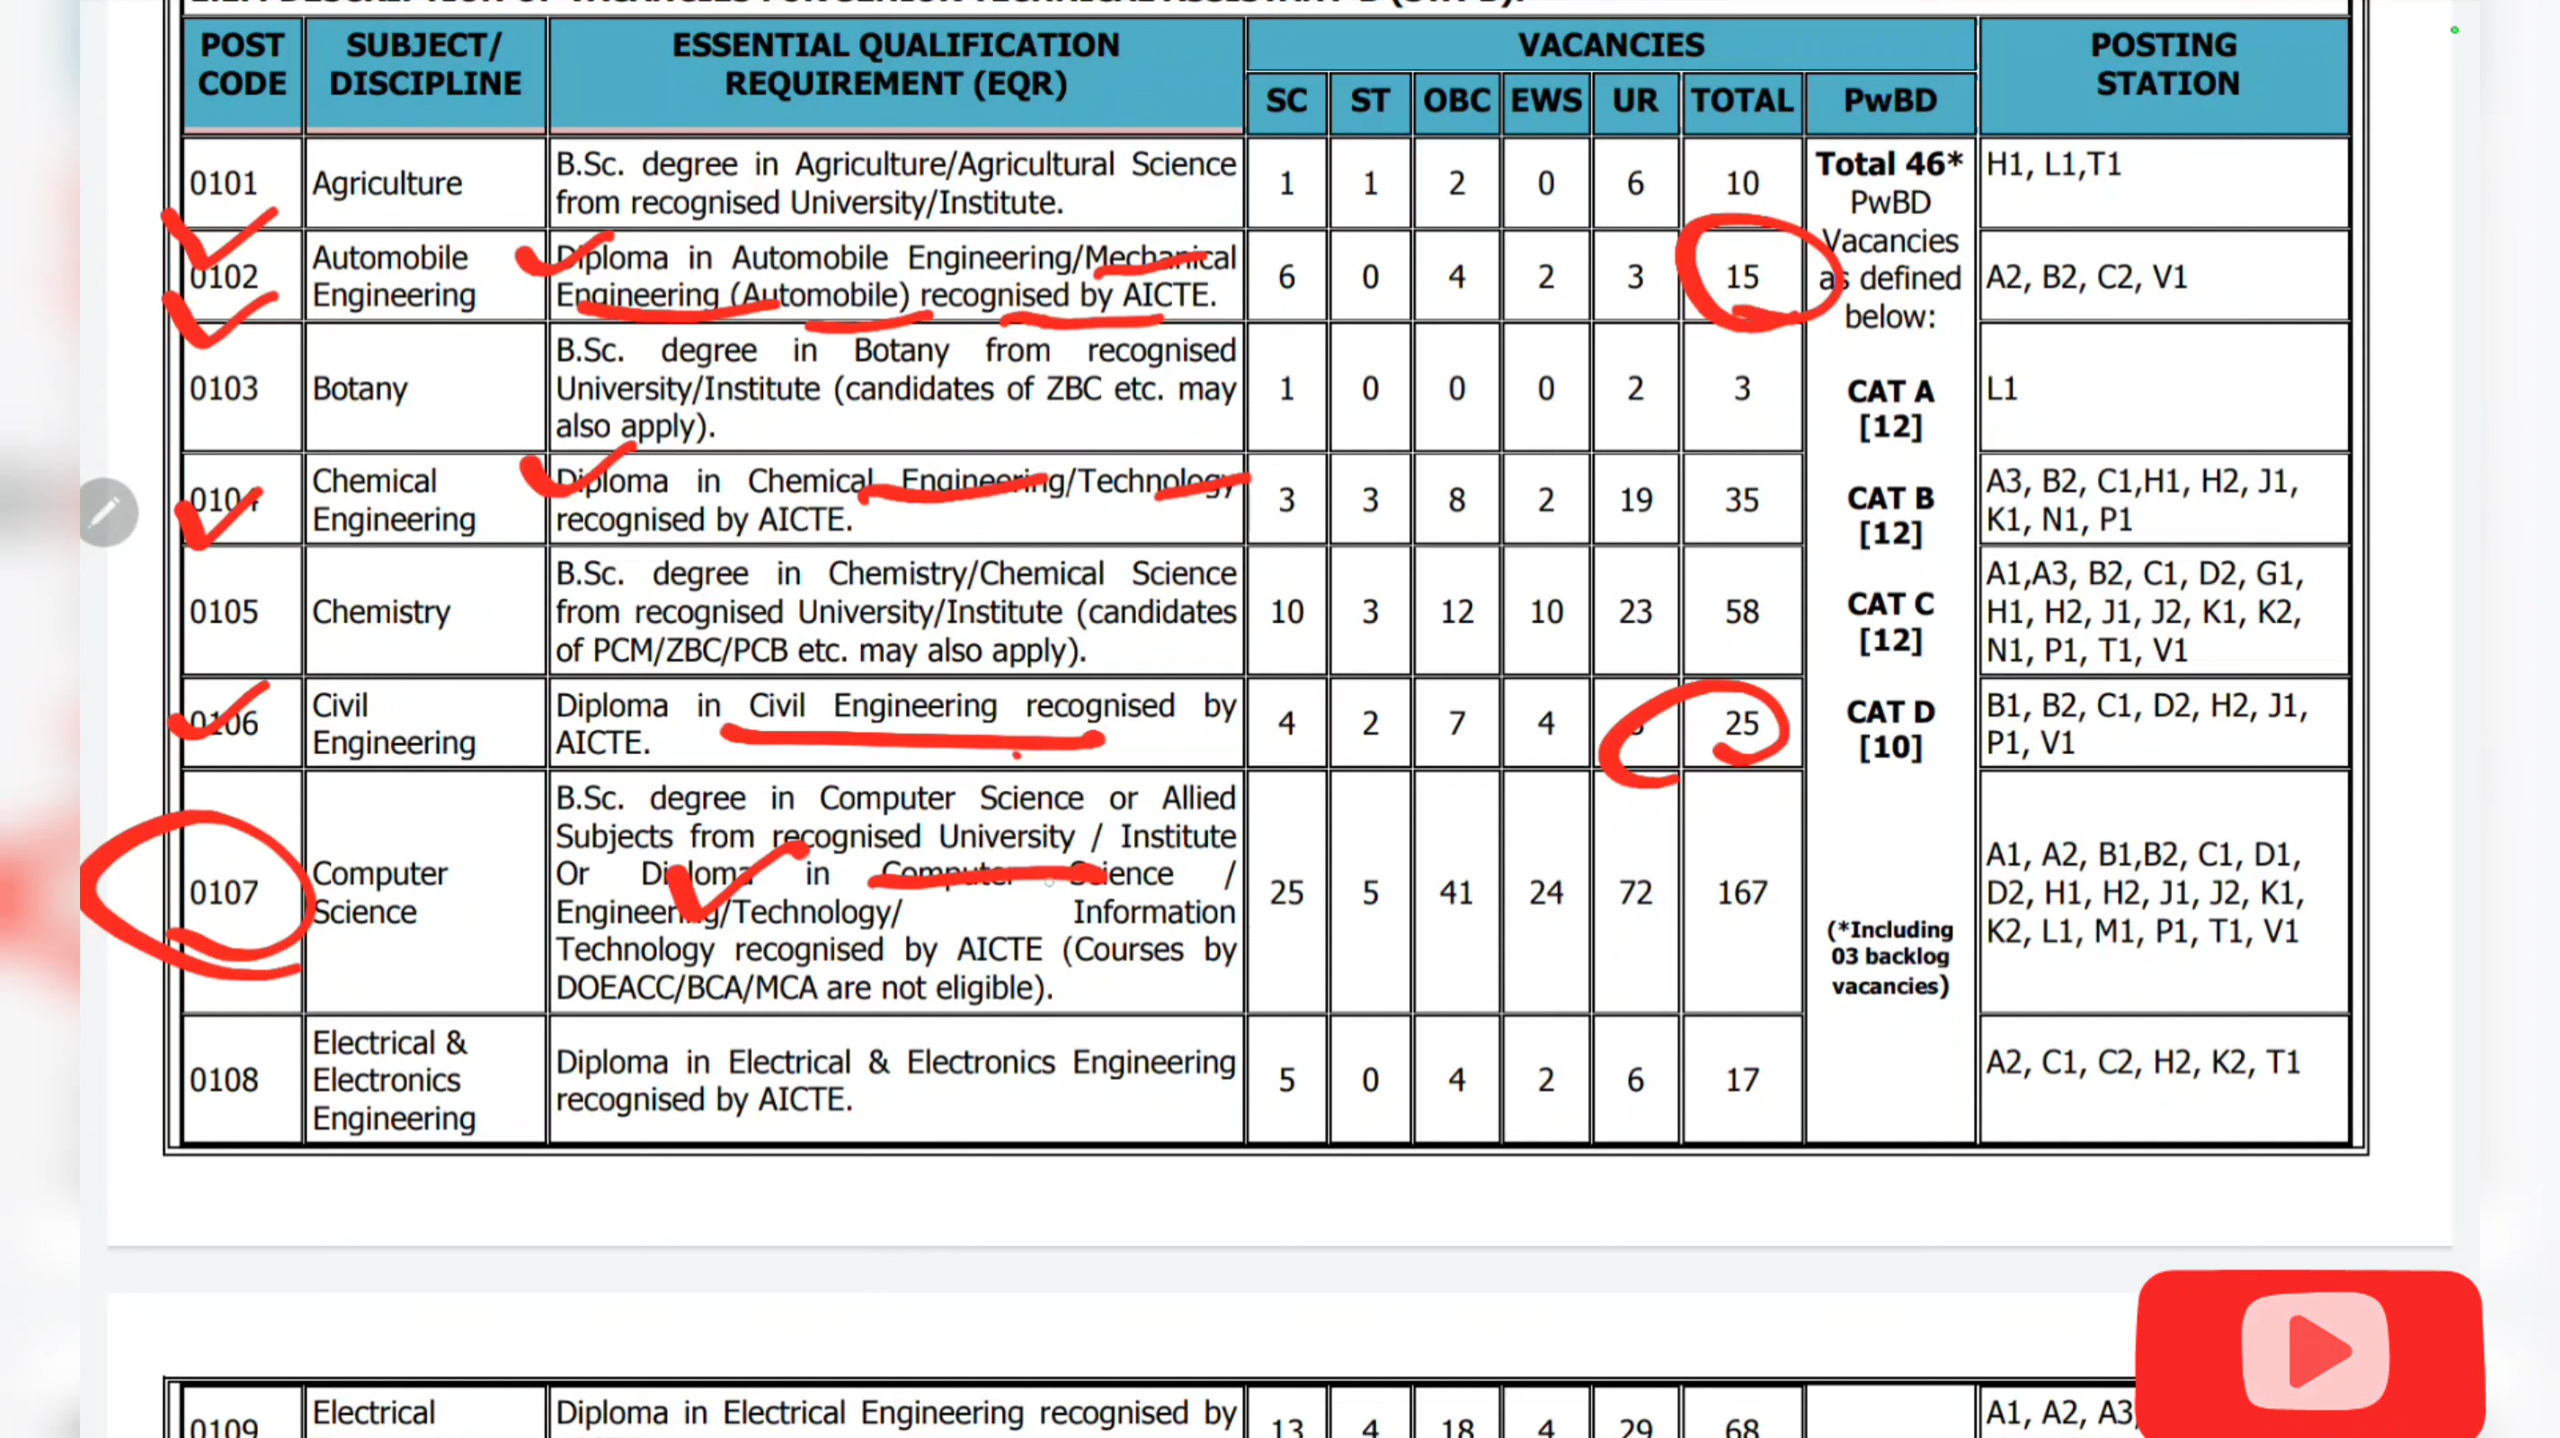 POST CODE SUBJECT/ DISCIPLINE ESSENTIAL QUALIFICATION REQUIREMENT (EQR) VACANCIES POSTING STATION
SC ST OBC EWS UR TOTAL PwBD
0101 Agriculture B.Sc. degree in Agriculture/Agricultural Science from recognised University/Institute. 1 1 2 0 6 10 H1, L1,T1
0102 Automobile Engineering Diploma in Automobile Engineering/Mechanical Engineering (Automobile) recognised by AICTE. 6 0 4 2 3 15 A2, B2, C2, V1
0103 Botany B.Sc. degree in Botany from recognised University/Institute (candidates of ZBC etc. may also apply). 1 0 0 0 2 3 L1
0104 Chemical Engineering Diploma in Chemical Engineering/Technology recognised by AICTE. 3 3 8 2 19 35 A3, B2, C1,H1, H2, J1, K1, N1, P1
0105 Chemistry B.Sc. degree in Chemistry/Chemical Science from recognised University/Institute (candidates of PCM/ZBC/PCB etc. may also apply). 10 3 12 10 23 58 A1,A3, B2, C1, D2, G1, H1, H2, J1, J2, K1, K2, N1, P1, T1, V1
0106 Civil Engineering Diploma in Civil Engineering recognised by AICTE. 4 2 7 4 25 B1, B2, C1, D2, H2, J1, P1, V1
0107 Computer Science B.Sc. degree in Computer Science or Allied Subjects from recognised University / Institute Or Diploma in Computer Science / Engineering/Technology/ Information Technology recognised by AICTE (Courses by DOEACC/BCA/MCA are not eligible). 25 5 41 24 72 167 A1, A2, B1,B2, C1, D1, D2, H1, H2, J1, J2, K1, K2, L1, M1, P1, T1, V1
0108 Electrical & Electronics Engineering Diploma in Electrical & Electronics Engineering recognised by AICTE. 5 0 4 2 6 17 A2, C1, C2, H2, K2, T1
Total 46*
PwBD
Vacancies
as defined
below:
CAT A
[12]
CAT B
[12]
CAT C
[12]
CAT D
[10]
(*Including
03 backlog
vacancies)
0109 Electrical Diploma in Electrical Engineering recognised by 13 4 18 4 29 68 A1, A2, A3,